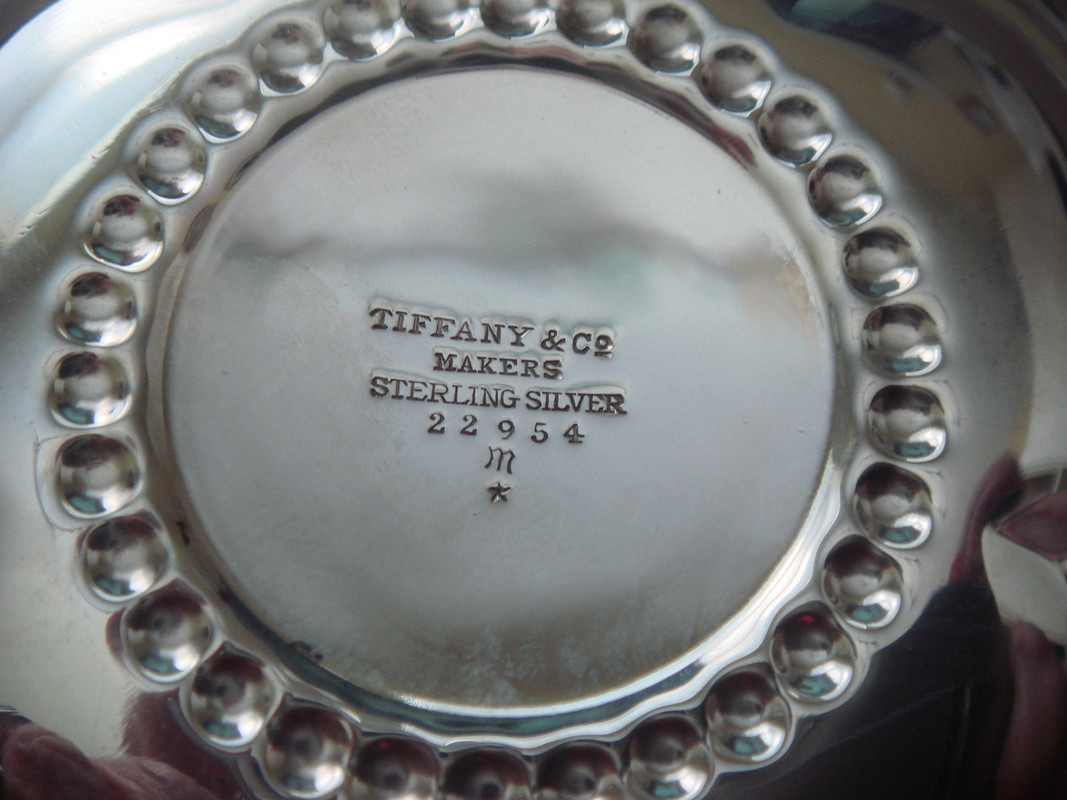 TIFFANY & Cº
MAKERS
STERLING SILVER
22954
m